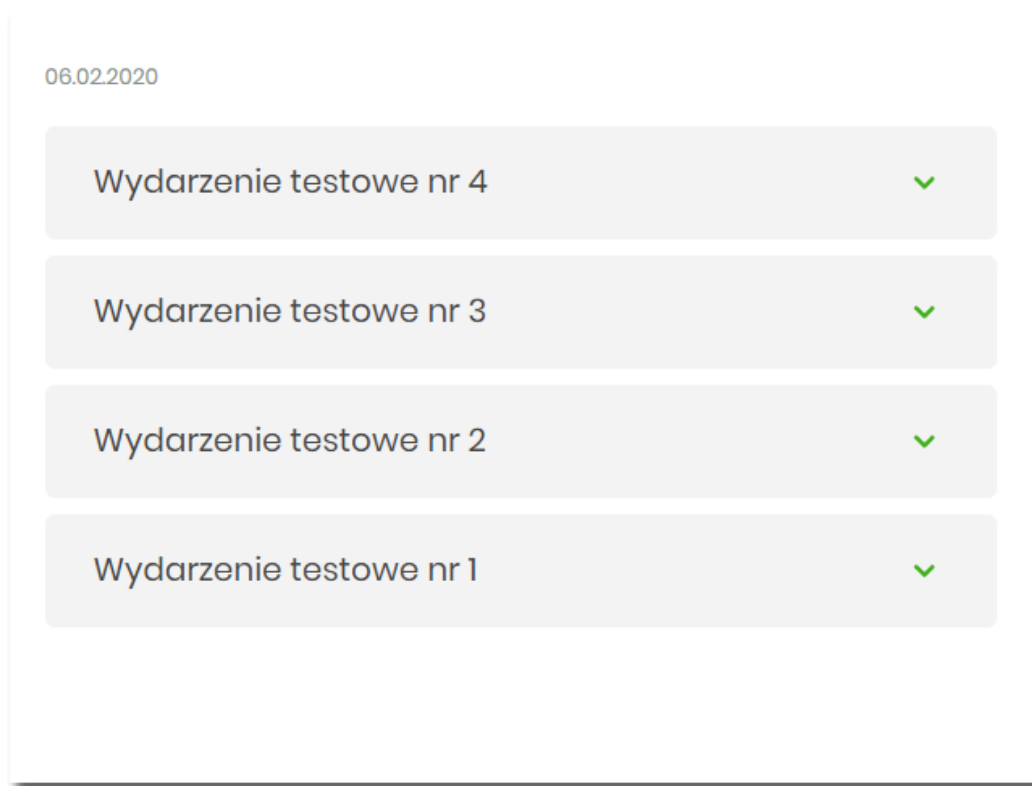 06.02.2020
Wydarzenie testowe nr 4
Wydarzenie testowe nr 3
Wydarzenie testowe nr 2
Wydarzenie testowe nr 1